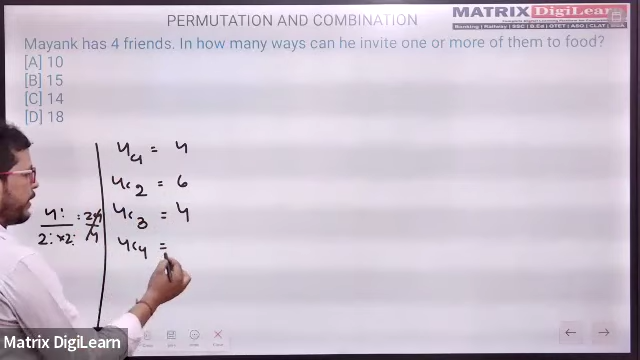 PERMUTATION AND COMBINATION
MATRIX DigiLearn
Mayank has 4 friends. In how many ways can he invite one or more of them to food?
[A] 10
[B] 15
[C] 14
[D] 18
4c1 = 4
4c2 = 6
4c3 = 4
4c4 =
4! / 2! x 2! = 24 / 4
Matrix DigiLearn